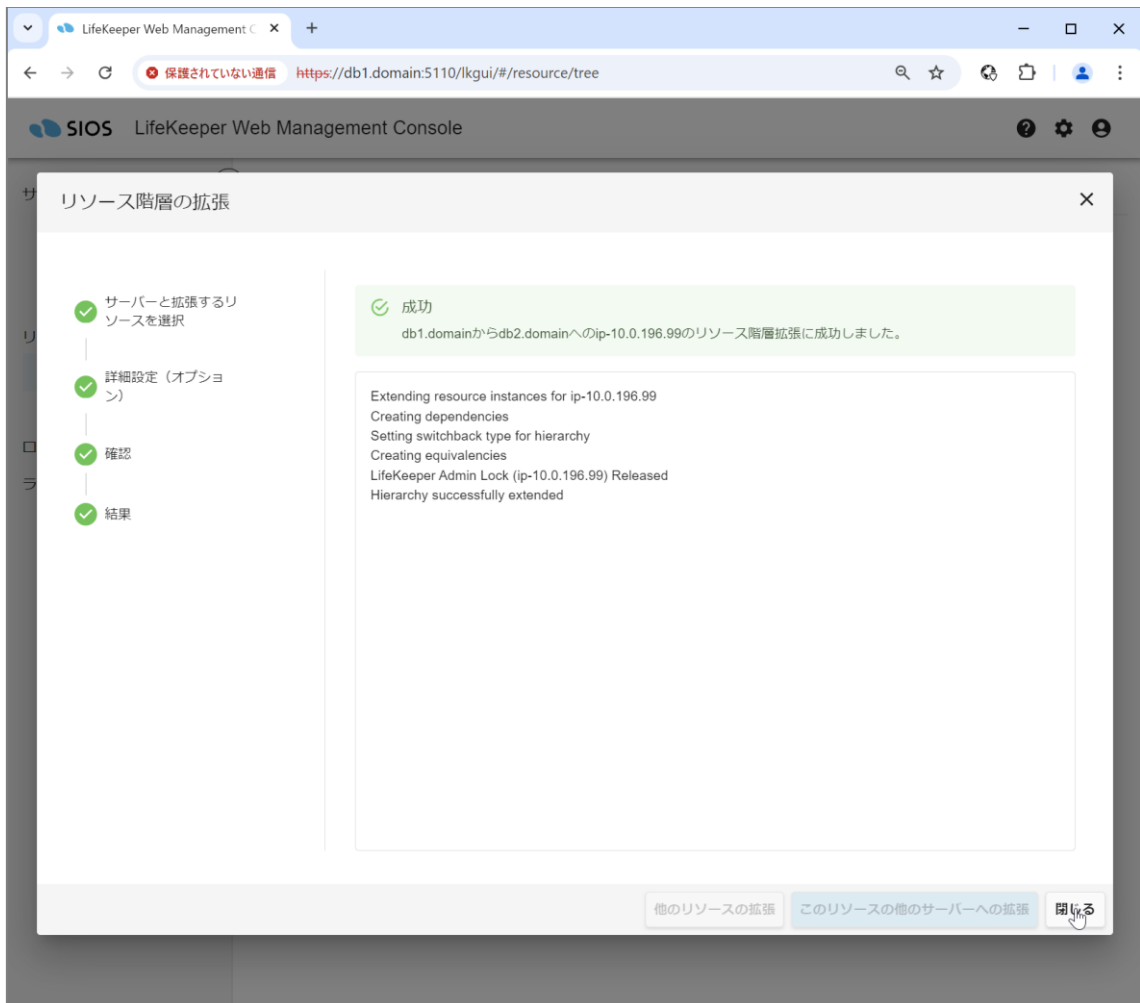 LifeKeeper Web Management C
保護されていない通信
https://db1.domain:5110/lkgui/#/resource/tree
SIOS
LifeKeeper Web Management Console
サ
リソース階層の拡張
サーバーと拡張するリ
ソースを選択
成功
db1.domainからdb2.domainへのip-10.0.196.99のリソース階層拡張に成功しました。
リ
詳細設定（オプショ
ン）
Extending resource instances for ip-10.0.196.99
Creating dependencies
Setting switchback type for hierarchy
Creating equivalencies
LifeKeeper Admin Lock (ip-10.0.196.99) Released
Hierarchy successfully extended
ロ
確認
ラ
結果
他のリソースの拡張
このリソースの他のサーバーへの拡張
閉じる